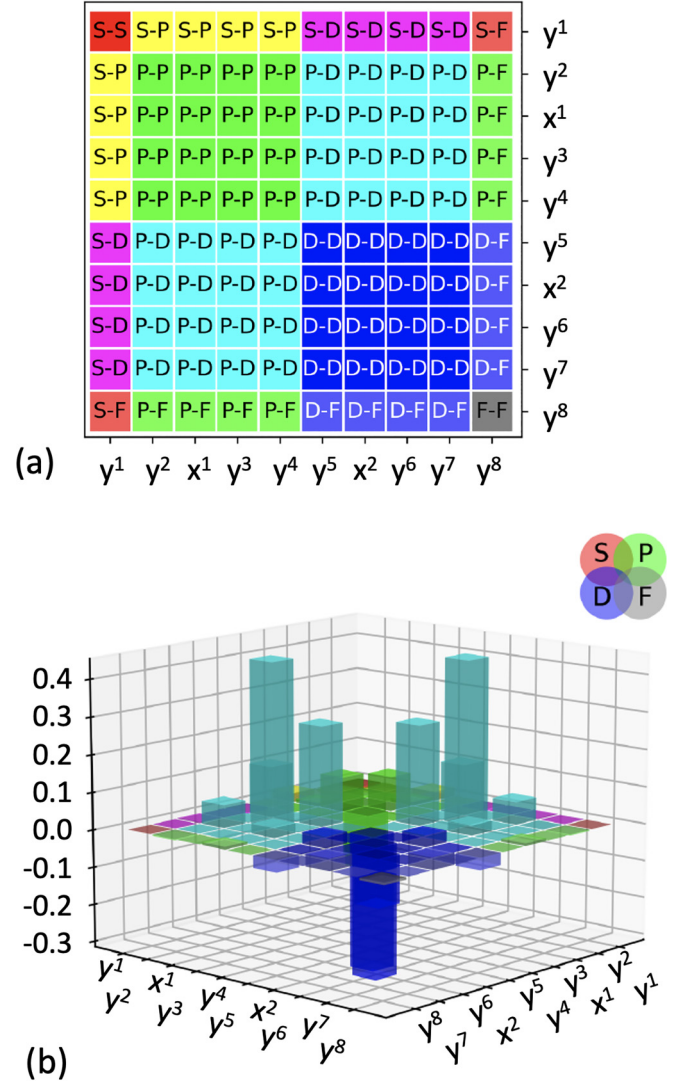 S-S S-P S-P S-P S-P S-D S-D S-D S-D S-F y¹
S-P P-P P-P P-P P-P P-D P-D P-D P-D P-F y²
S-P P-P P-P P-P P-P P-D P-D P-D P-D P-F x¹
S-P P-P P-P P-P P-P P-D P-D P-D P-D P-F y³
S-P P-P P-P P-P P-P P-D P-D P-D P-D P-F y⁴
S-D P-D P-D P-D P-D D-D D-D D-D D-D D-F y⁵
S-D P-D P-D P-D P-D D-D D-D D-D D-D D-F x²
S-D P-D P-D P-D P-D D-D D-D D-D D-D D-F y⁶
S-D P-D P-D P-D P-D D-D D-D D-D D-D D-F y⁷
S-F P-F P-F P-F P-F D-F D-F D-F D-F F-F y⁸
(a)
y¹ y² x¹ y³ y⁴ y⁵ x² y⁶ y⁷ y⁸
S P
D F
0.4
0.3
0.2
0.1
0.0
-0.1
-0.2
-0.3
y¹ y² x¹ y³ y⁴ y⁵ x² y⁶ y⁷ y⁸
y⁸ y⁷ y⁶ x² y⁵ y⁴ y³ x¹ y² y¹
(b)